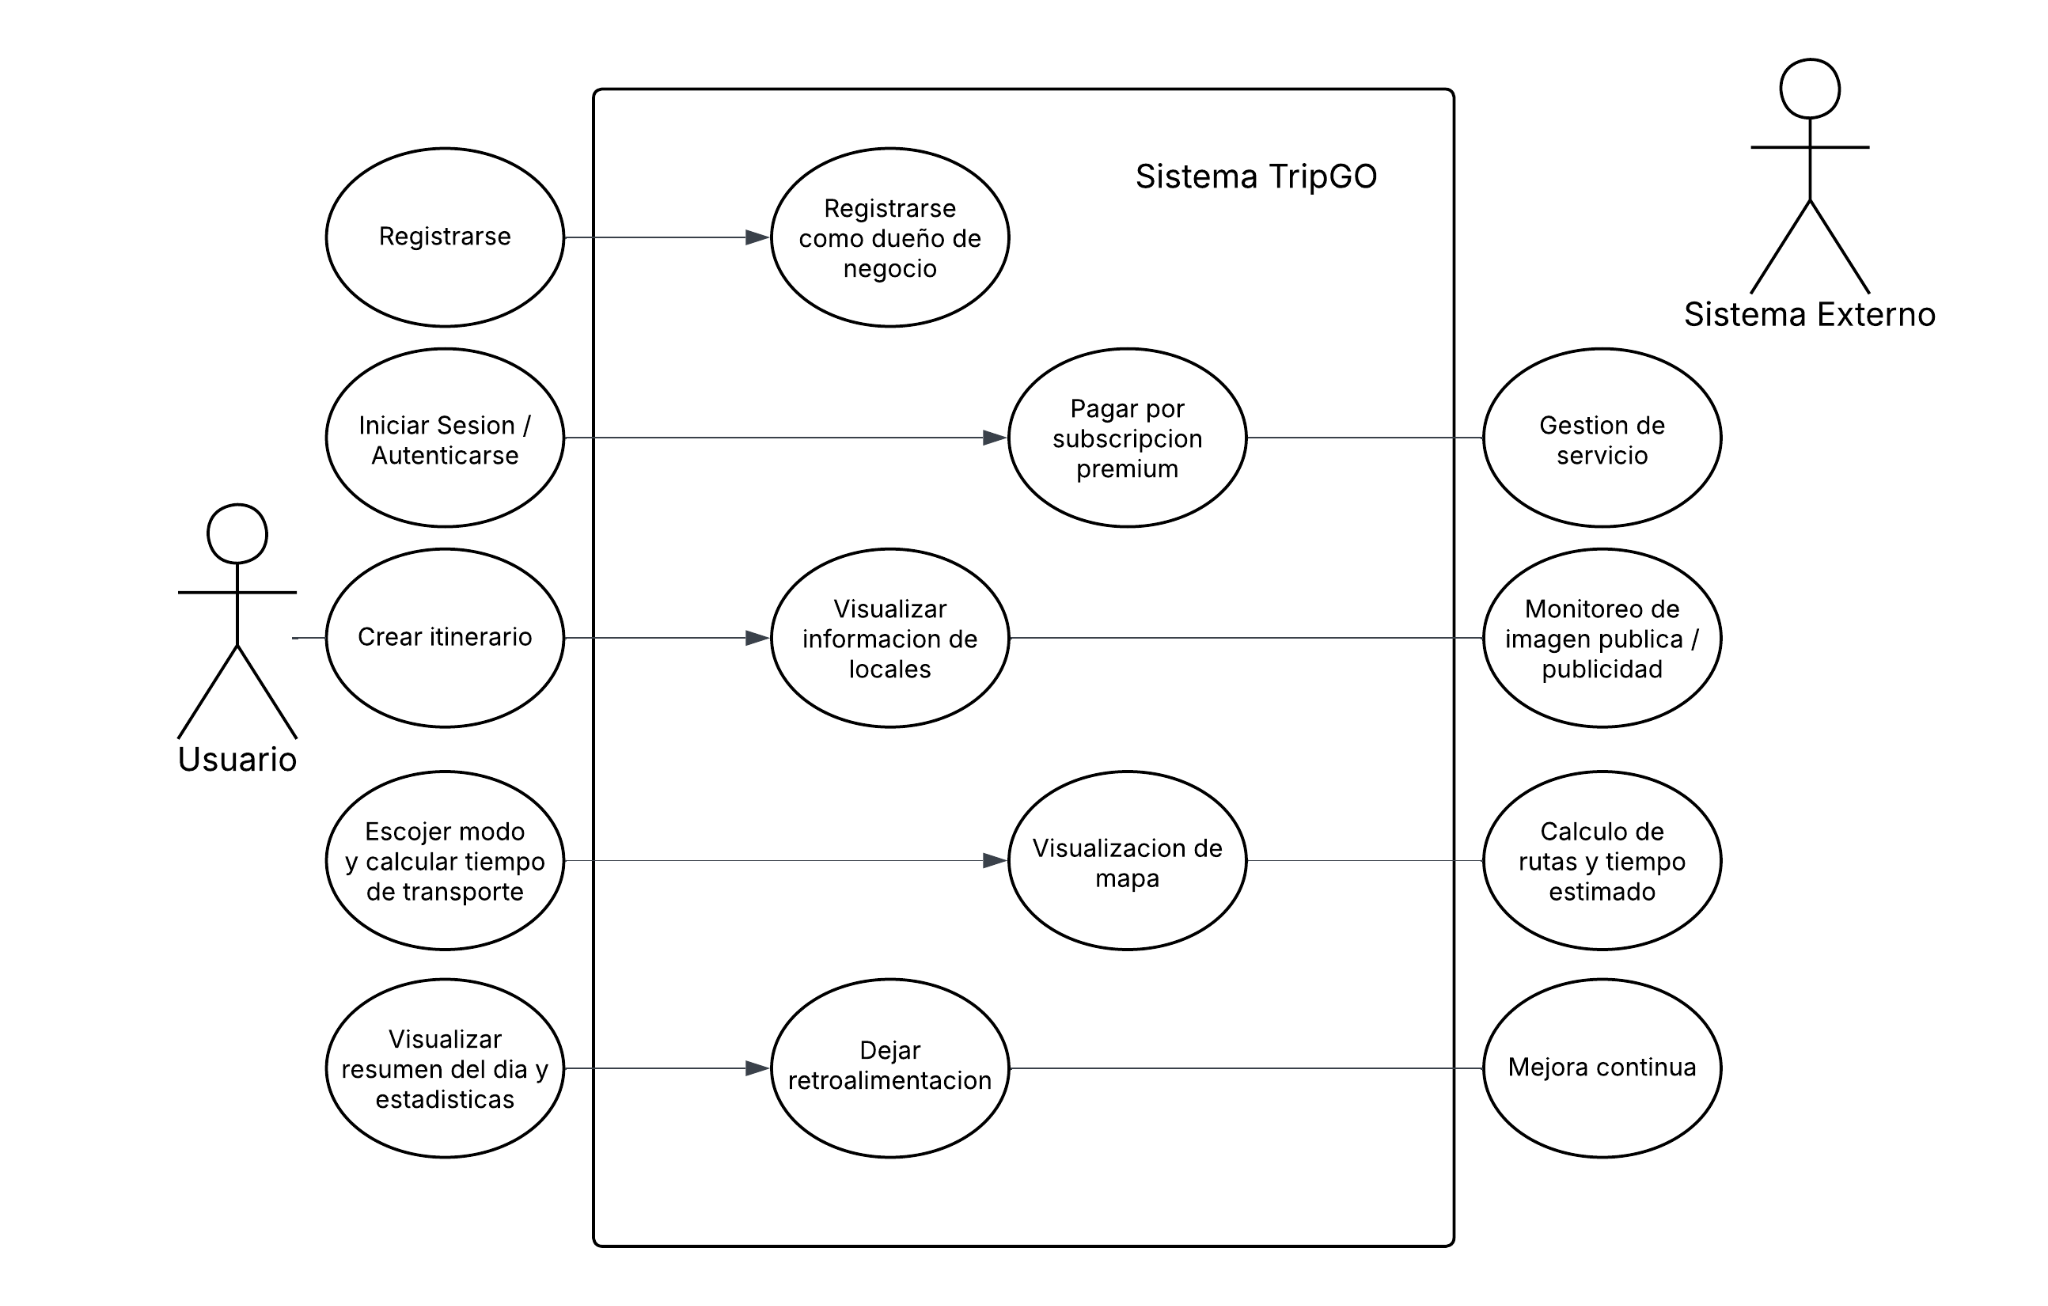 Sistema TripGO
Sistema Externo
Usuario
Registrarse
Registrarse
como dueño de
negocio
Iniciar Sesion /
Autenticarse
Pagar por
subscripcion
premium
Gestion de
servicio
Crear itinerario
Visualizar
informacion de
locales
Monitoreo de
imagen publica /
publicidad
Escojer modo
y calcular tiempo
de transporte
Visualizacion de
mapa
Calculo de
rutas y tiempo
estimado
Visualizar
resumen del dia y
estadisticas
Dejar
retroalimentacion
Mejora continua